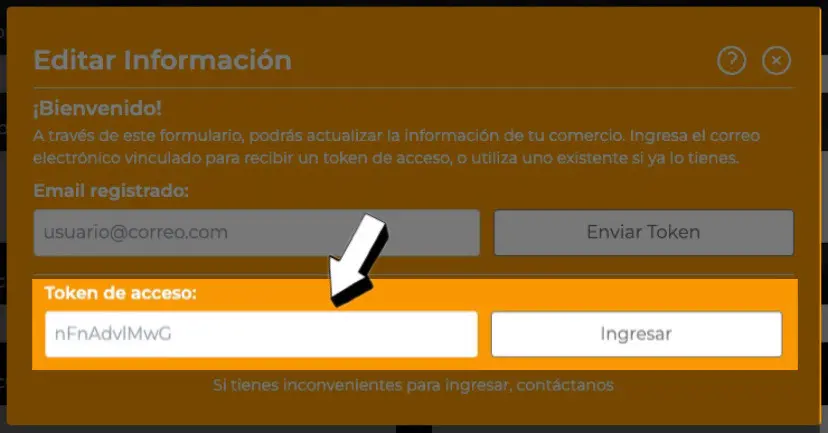 Editar Información
?
¡Bienvenido!
A través de este formulario, podrás actualizar la información de tu comercio. Ingresa el correo
electrónico vinculado para recibir un token de acceso, o utiliza uno existente si ya lo tienes.
Email registrado:
usuario@correo.com
Enviar Token
Token de acceso:
nFnAdvlMwG
Ingresar
Si tienes inconvenientes para ingresar, contáctanos